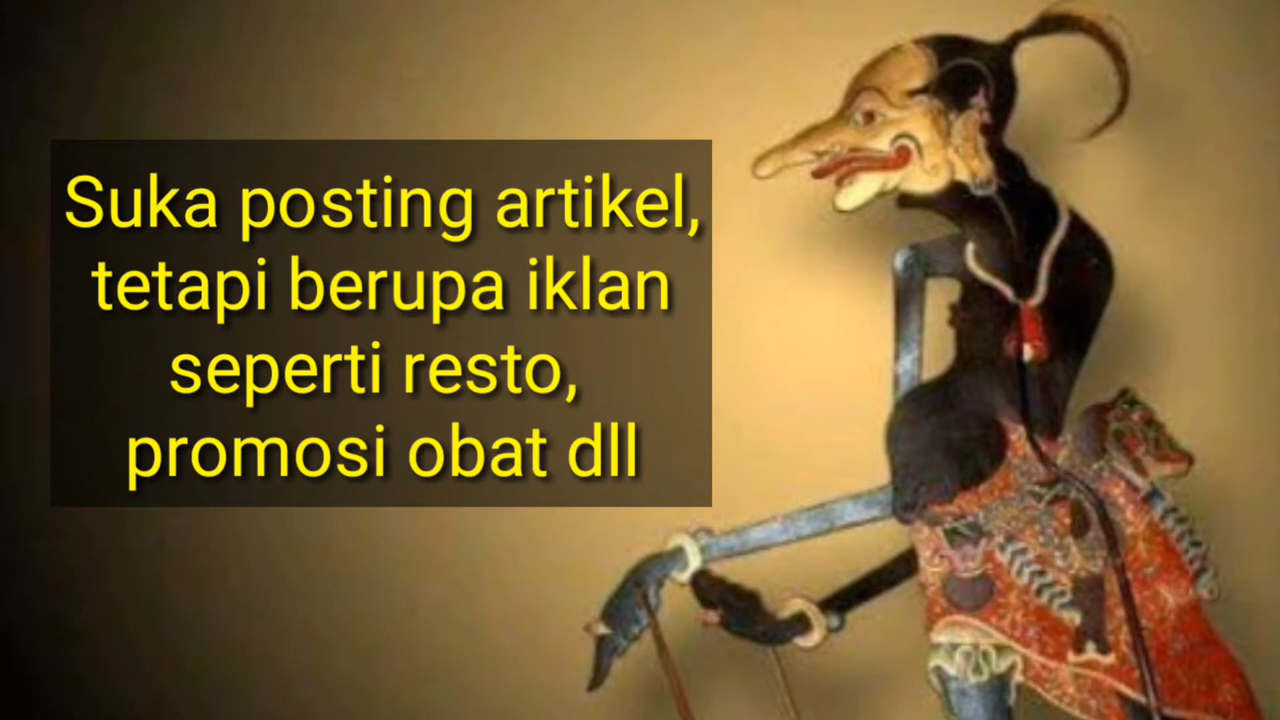 Suka posting artikel,
tetapi berupa iklan
seperti resto,
promosi obat dll